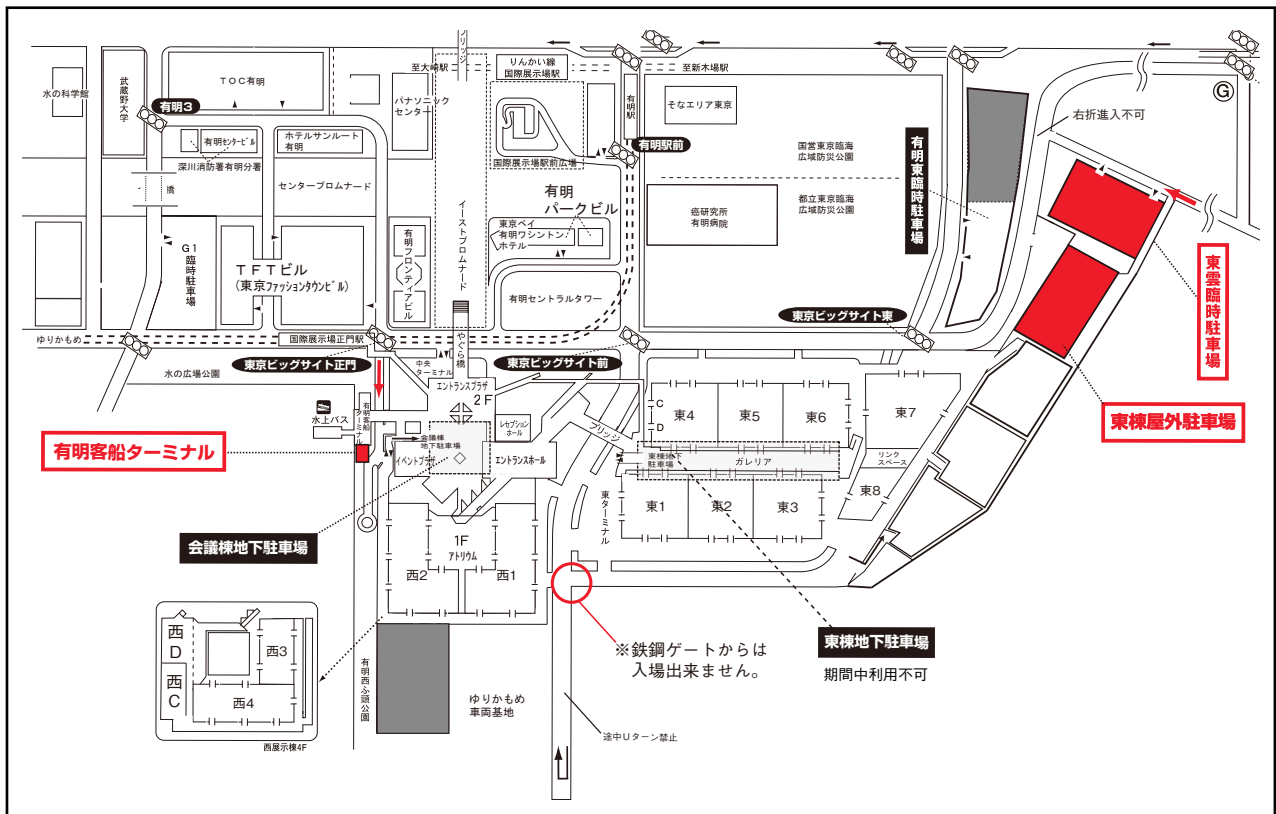 ブリッジ
至大崎駅
りんかい線
国際展示場駅
至新木場駅
水の科学館
武蔵野大学
TOC有明
有明3
パナソニック
センター
有明駅
そなエリア東京
有明駅前
右折進入不可
G
有明センタービル
ホテルサンルート
有明
深川消防署有明分署
国際展示場駅前広場
国営東京臨海
広域防災公園
有明東臨時駐車場
橋
センタープロムナード
イーストプロムナード
有明
パークビル
癌研究所
有明病院
都立東京臨海
広域防災公園
G1
臨時駐車場
TFTビル
(東京ファッションタウンビル)
有明フロンティアビル
東京ベイ
有明ワシントン
ホテル
東雲臨時駐車場
有明セントラルタワー
東京ビッグサイト東
ゆりかもめ
国際展示場正門駅
やぐら橋
東京ビッグサイト正門
中央
ターミナル
東京ビッグサイト前
水の広場公園
エントランスプラザ
2F
水上バス
有明客船
ターミナル
レセプション
ホール
ブリッジ
C
D
東4
東5
東6
東7
東棟屋外駐車場
有明客船ターミナル
会議棟
地下駐車場
イベントプラザ
エントランスホール
東棟地下
駐車場
ガレリア
リンク
スペース
東8
東ターミナル
東1
東2
東3
会議棟地下駐車場
1F
アトリウム
西2
西1
西D
西C
西3
西4
西展示棟4F
有明西ふ頭公園
ゆりかもめ
車両基地
※鉄鋼ゲートからは
入場出来ません。
東棟地下駐車場
期間中利用不可
途中Uターン禁止